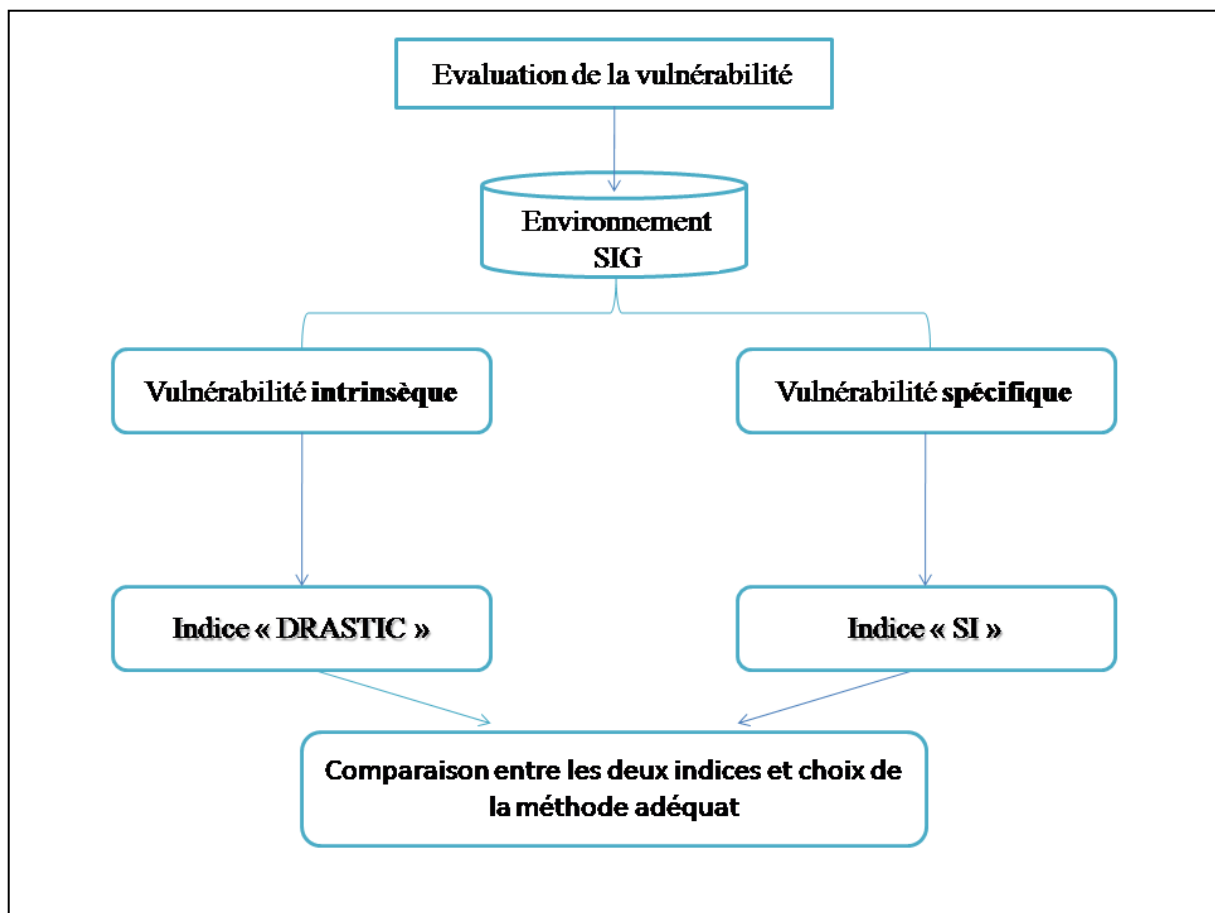 Evaluation de la vulnérabilité
Environnement
SIG
Vulnérabilité intrinsèque
Vulnérabilité spécifique
Indice « DRASTIC »
Indice « SI »
Comparaison entre les deux indices et choix de
la méthode adéquat